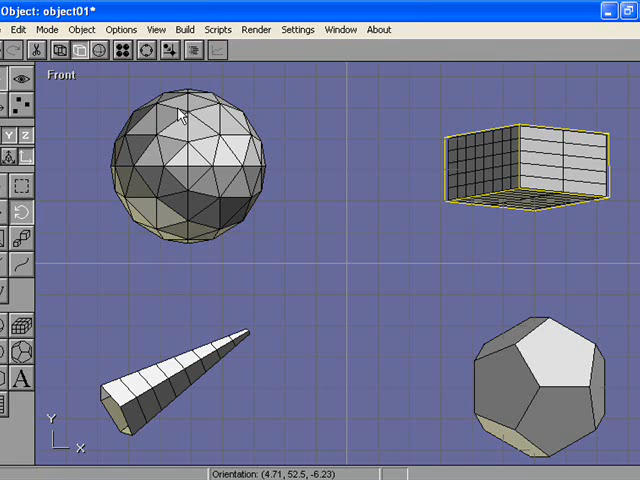 Object: object01*
Edit Mode Object Options View Build Scripts Render Settings Window About
Front
Y Z
A
Y
X
Orientation: (4.71, 52.5, -6.23)